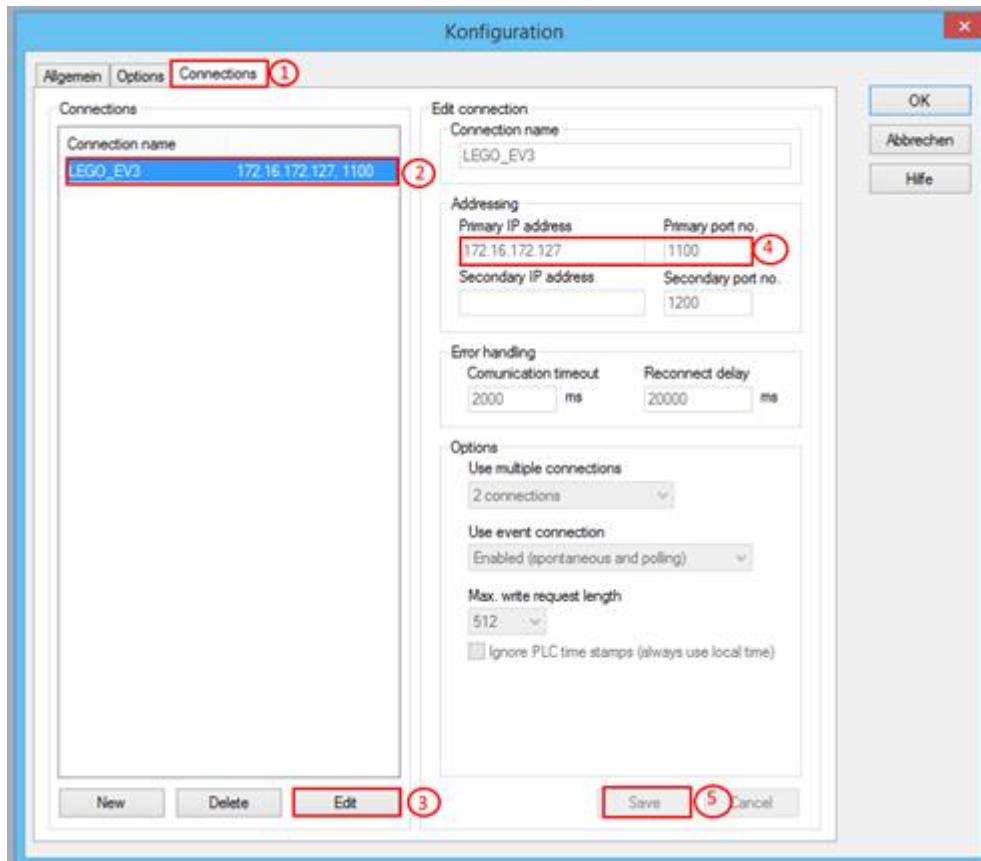 Konfiguration
Allgemein Options Connections 1
OK
Abbrechen
Hilfe
Connections
Connection name
LEGO_EV3 172.16.172.127, 1100 2
New Delete Edit 3
Edit connection
Connection name
LEGO_EV3
Addressing
Primary IP address Primary port no.
172.16.172.127 1100 4
Secondary IP address Secondary port no.
1200
Error handling
Comunication timeout Reconnect delay
2000 ms 20000 ms
Options
Use multiple connections
2 connections
Use event connection
Enabled (spontaneous and polling)
Max. write request length
512
Ignore PLC time stamps (always use local time)
Save 5 Cancel